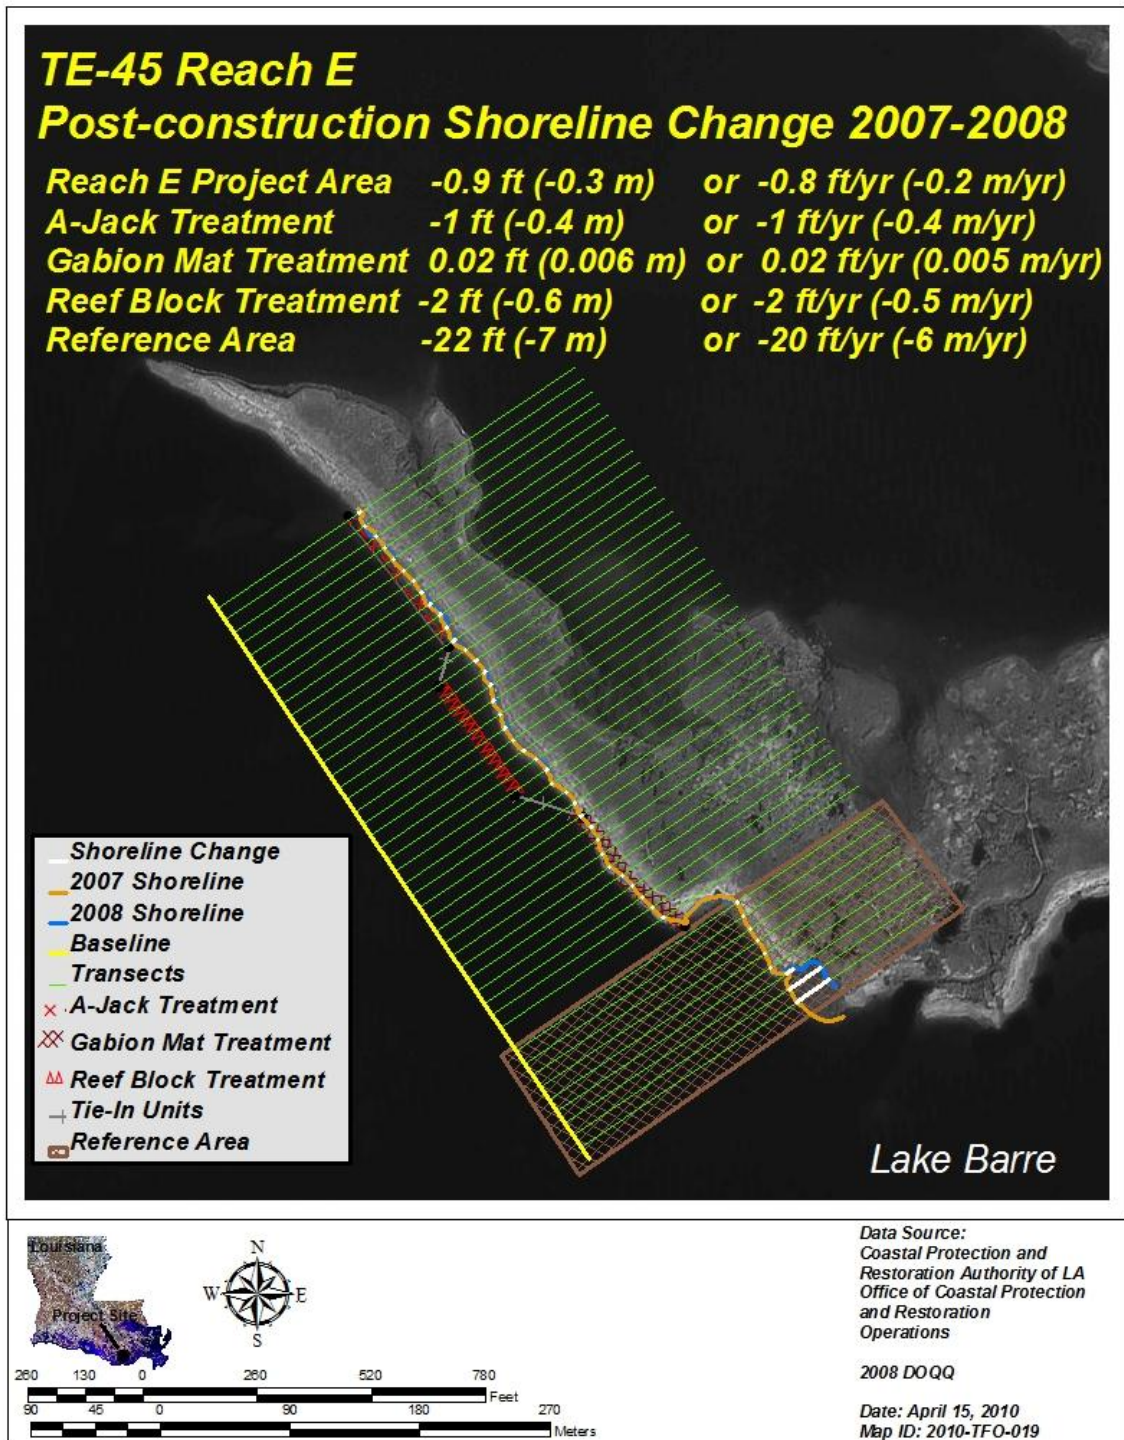 TE-45 Reach E
Post-construction Shoreline Change 2007-2008
Reach E Project Area -0.9 ft (-0.3 m) or -0.8 ft/yr (-0.2 m/yr)
A-Jack Treatment -1 ft (-0.4 m) or -1 ft/yr (-0.4 m/yr)
Gabion Mat Treatment 0.02 ft (0.006 m) or 0.02 ft/yr (0.005 m/yr)
Reef Block Treatment -2 ft (-0.6 m) or -2 ft/yr (-0.5 m/yr)
Reference Area -22 ft (-7 m) or -20 ft/yr (-6 m/yr)
Shoreline Change
2007 Shoreline
2008 Shoreline
Baseline
Transects
A-Jack Treatment
Gabion Mat Treatment
Reef Block Treatment
Tie-In Units
Reference Area
Lake Barre
Louisiana
Project Site
N
W E
S
260 130 0 260 520 780
Feet
90 45 0 90 180 270
Meters
Data Source:
Coastal Protection and
Restoration Authority of LA
Office of Coastal Protection
and Restoration
Operations
2008 DOQQ
Date: April 15, 2010
Map ID: 2010-TFO-019